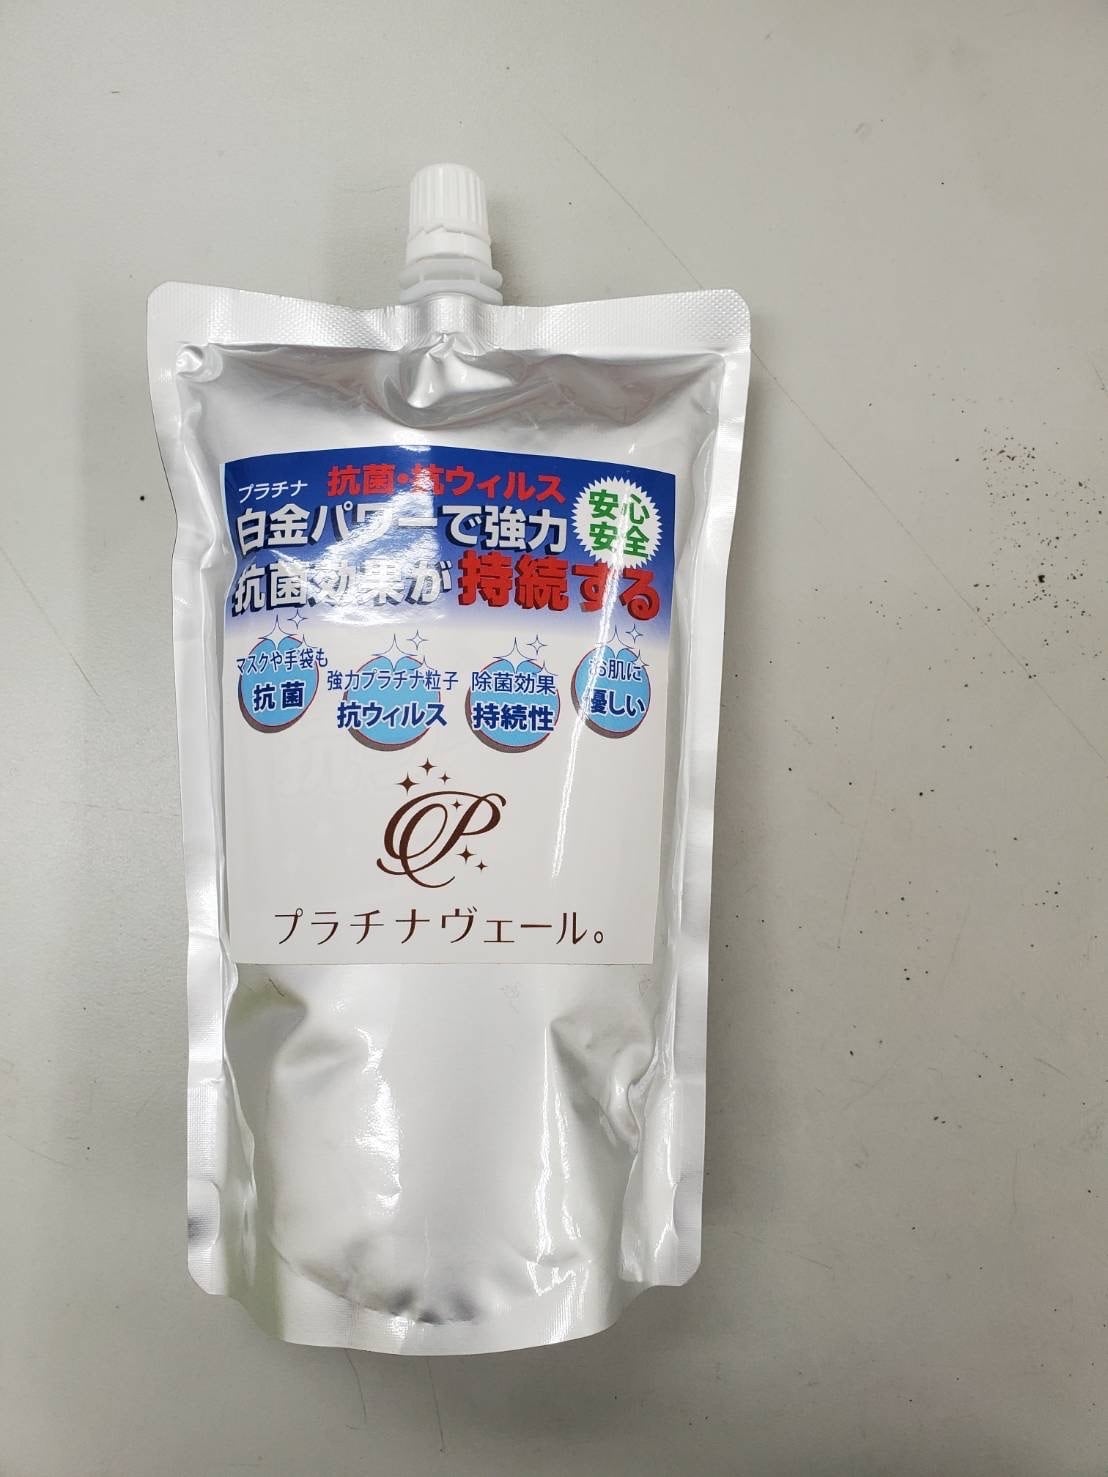 抗菌・抗ウィルス
プラチナ
白金パワーで強力
安心
安全
抗菌効果が持続する
マスクや手袋も
抗菌
強力プラチナ粒子
抗ウィルス
除菌効果
持続性
お肌に
優しい
P
プラチナヴェール。